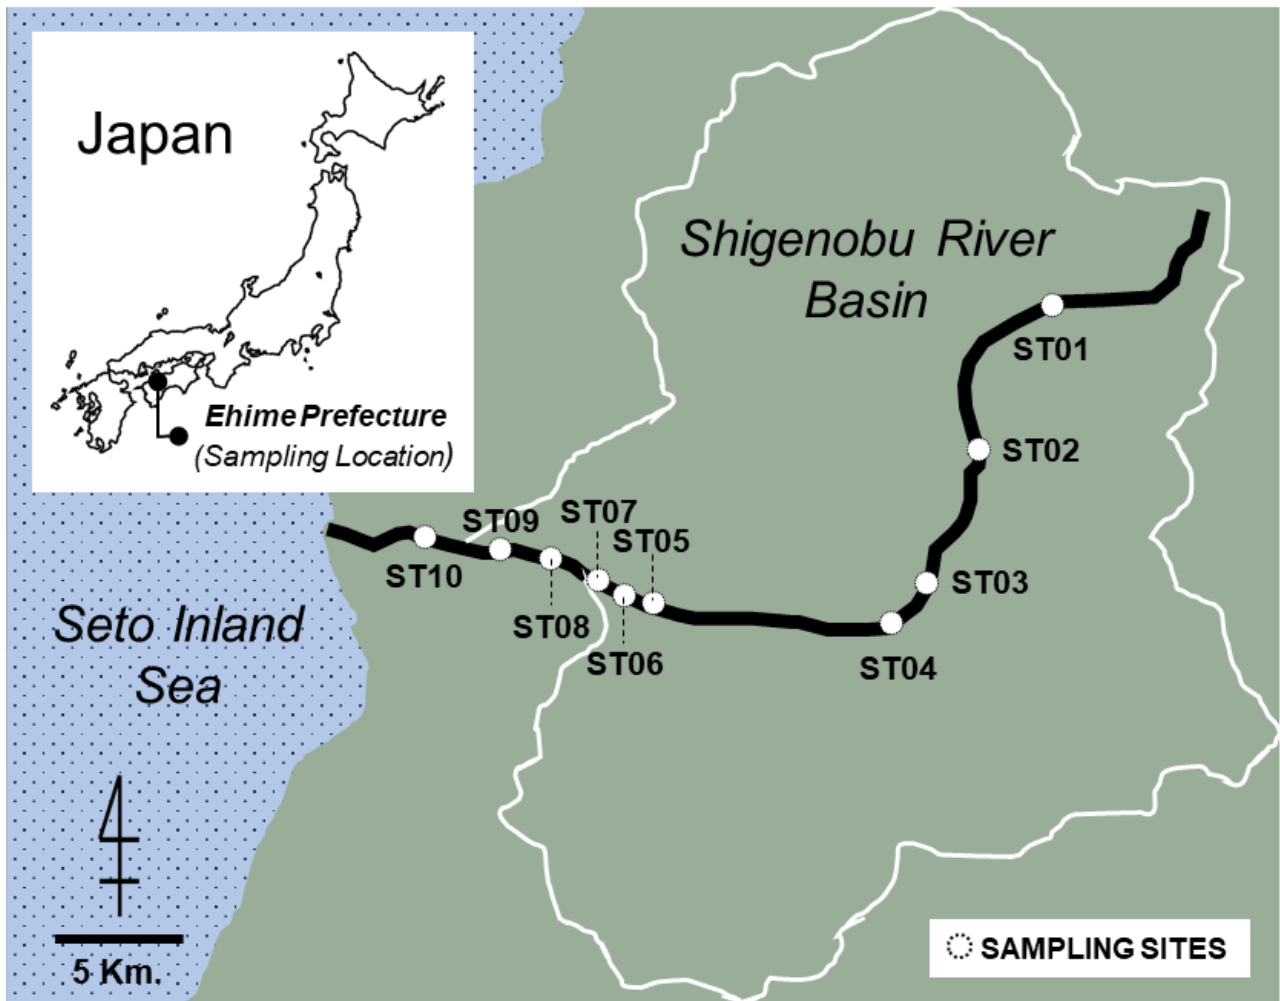 Japan
Ehime Prefecture
(Sampling Location)
Shigenobu River
Basin
ST01
ST02
ST03
ST04
ST05
ST06
ST07
ST08
ST09
ST10
Seto Inland
Sea
5 Km.
SAMPLING SITES